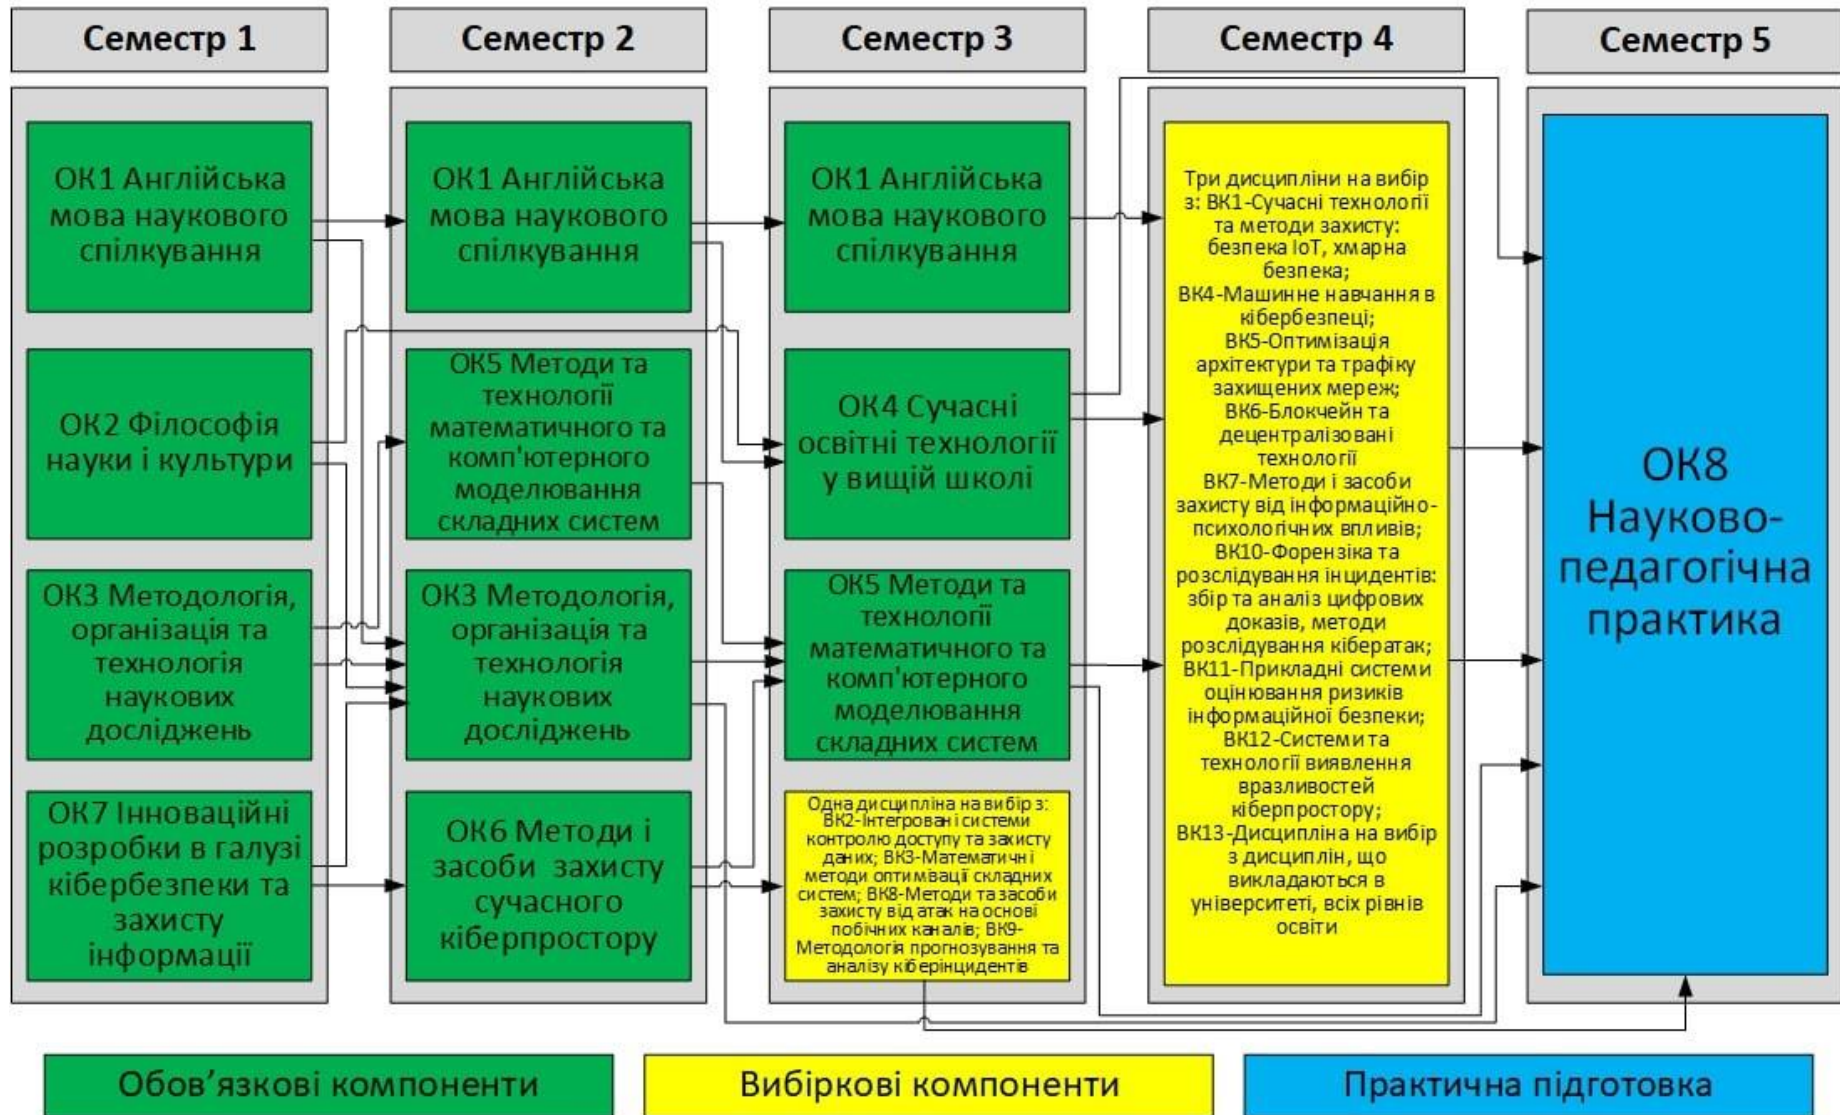 Семестр 1
Семестр 2
Семестр 3
Семестр 4
Семестр 5
ОК1 Англійська
мова наукового
спілкування
ОК2 Філософія
науки і культури
ОК3 Методологія,
організація та
технологія
наукових
досліджень
ОК7 Інноваційні
розробки в галузі
кібербезпеки та
захисту
інформації
ОК1 Англійська
мова наукового
спілкування
ОК5 Методи та
технології
математичного та
комп'ютерного
моделювання
складних систем
ОК3 Методологія,
організація та
технологія
наукових
досліджень
ОК6 Методи і
засоби захисту
сучасного
кіберпростору
ОК1 Англійська
мова наукового
спілкування
ОК4 Сучасні
освітні технології
у вищій школі
ОК5 Методи та
технології
математичного та
комп'ютерного
моделювання
складних систем
Одна дисципліна на вибір з:
ВК2-Інтегровані системи
контролю доступу та захисту
даних; ВК3-Математичні
методи оптимізації складних
систем; ВК8-Методи та засоби
захисту від атак на основі
побічних каналів; ВК9-
Методологія прогнозування та
аналізу кіберінцидентів
Три дисципліни на вибір
з: ВК1-Сучасні технології
та методи захисту:
безпека IoT, хмарна
безпека;
ВК4-Машинне навчання в
кібербезпеці;
ВК5-Оптимізація
архітектури та трафіку
захищених мереж;
ВК6-Блокчейн та
децентралізовані
технології
ВК7-Методи і засоби
захисту від інформаційно-
психологічних впливів;
ВК10-Форензіка та
розслідування інцидентів:
збір та аналіз цифрових
доказів, методи
розслідування кібератак;
ВК11-Прикладні системи
оцінювання ризиків
інформаційної безпеки;
ВК12-Системи та
технології виявлення
вразливостей
кіберпростору;
ВК13-Дисципліна на вибір
з дисциплін, що
викладаються в
університеті, всіх рівнів
освіти
ОК8
Науково-
педагогічна
практика
Обов’язкові компоненти
Вибіркові компоненти
Практична підготовка